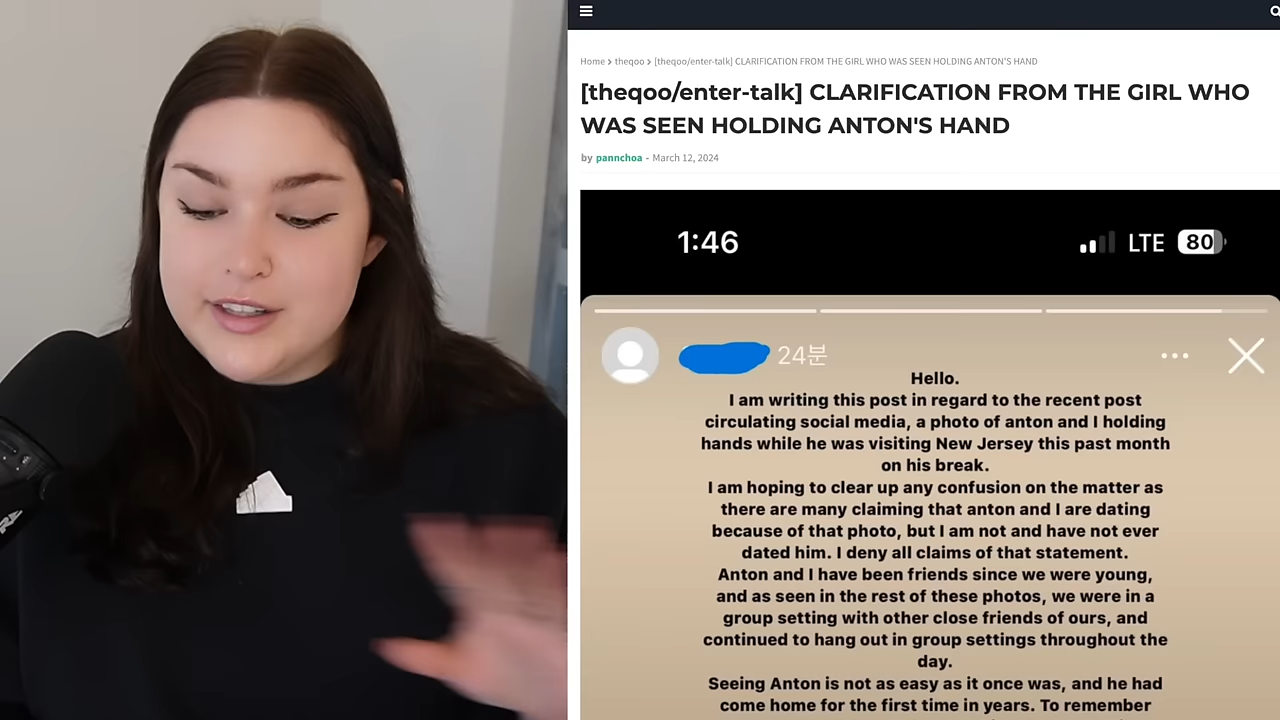 Home > theqoo > [theqoo/enter-talk] CLARIFICATION FROM THE GIRL WHO WAS SEEN HOLDING ANTON'S HAND
[theqoo/enter-talk] CLARIFICATION FROM THE GIRL WHO
WAS SEEN HOLDING ANTON'S HAND
by pannchoa - March 12, 2024
1:46
LTE
80
24분
Hello.
I am writing this post in regard to the recent post
circulating social media, a photo of anton and I holding
hands while he was visiting New Jersey this past month
on his break.
I am hoping to clear up any confusion on the matter as
there are many claiming that anton and I are dating
because of that photo, but I am not and have not ever
dated him. I deny all claims of that statement.
Anton and I have been friends since we were young,
and as seen in the rest of these photos, we were in a
group setting with other close friends of ours, and
continued to hang out in group settings throughout the
day.
Seeing Anton is not as easy as it once was, and he had
come home for the first time in years. To remember